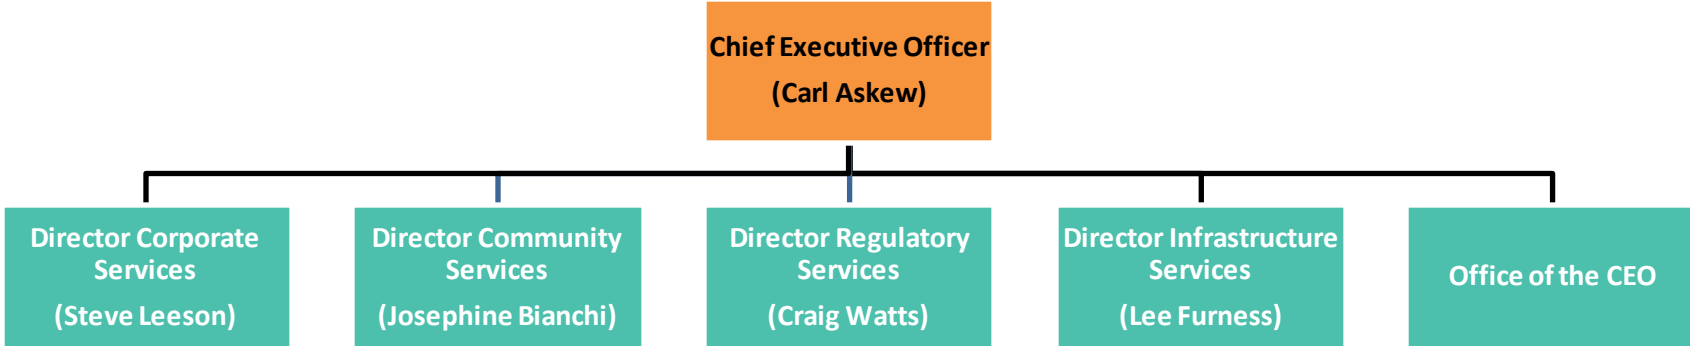 Chief Executive Officer
(Carl Askew)
Director Corporate
Services
(Steve Leeson)
Director Community
Services
(Josephine Bianchi)
Director Regulatory
Services
(Craig Watts)
Director Infrastructure
Services
(Lee Furness)
Office of the CEO